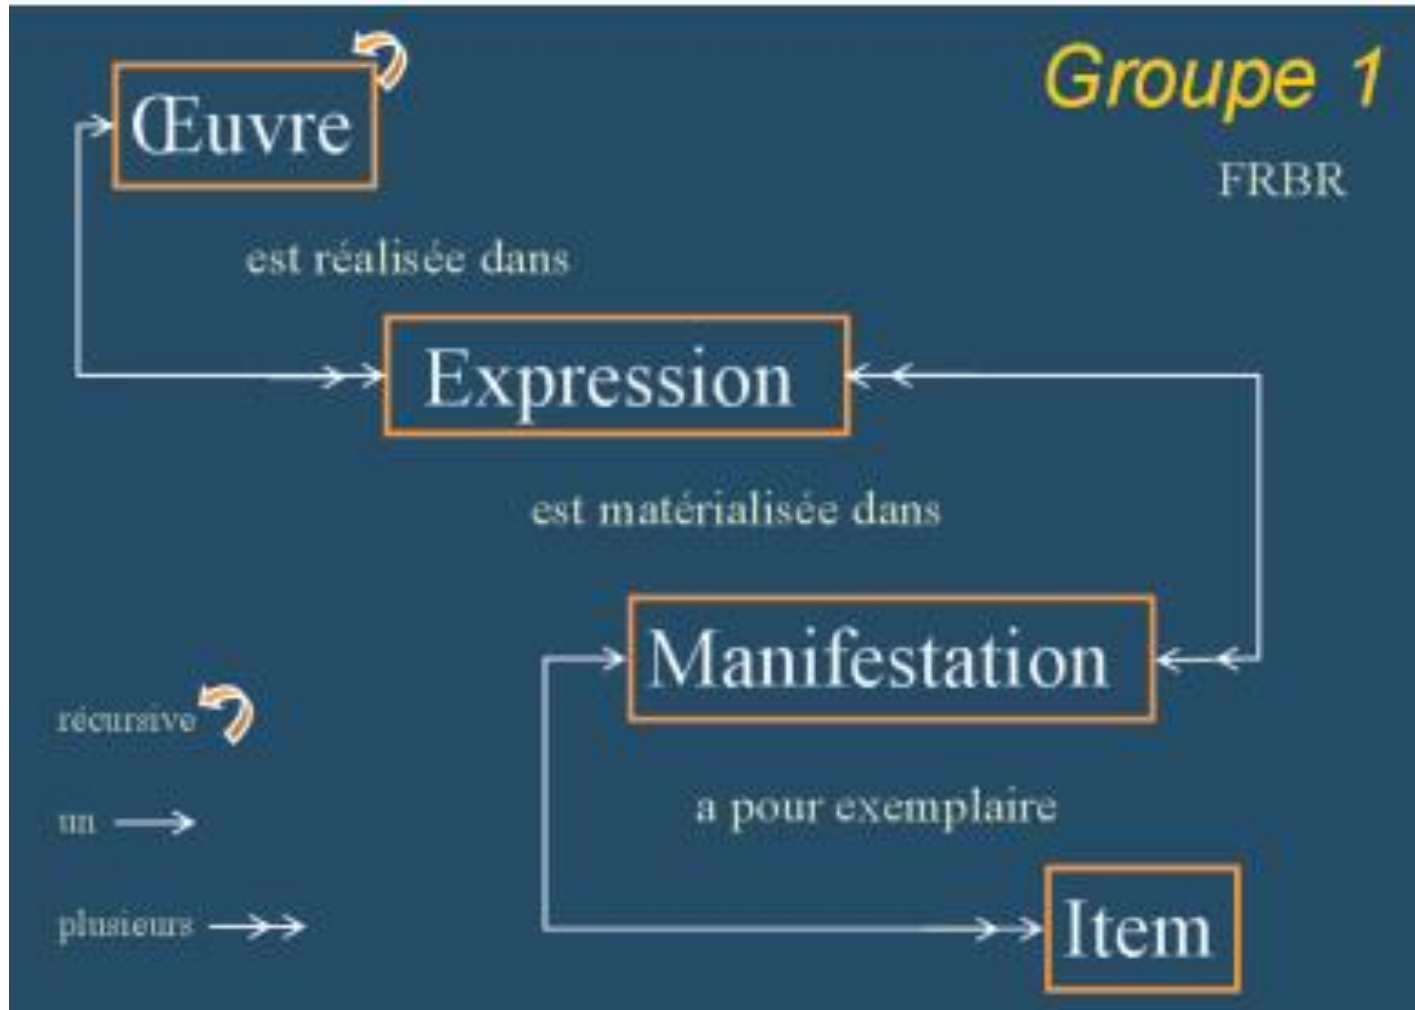 Groupe 1
FRBR
Œuvre
est réalisée dans
Expression
est matérialisée dans
Manifestation
a pour exemplaire
Item
récursive
un
plusieurs